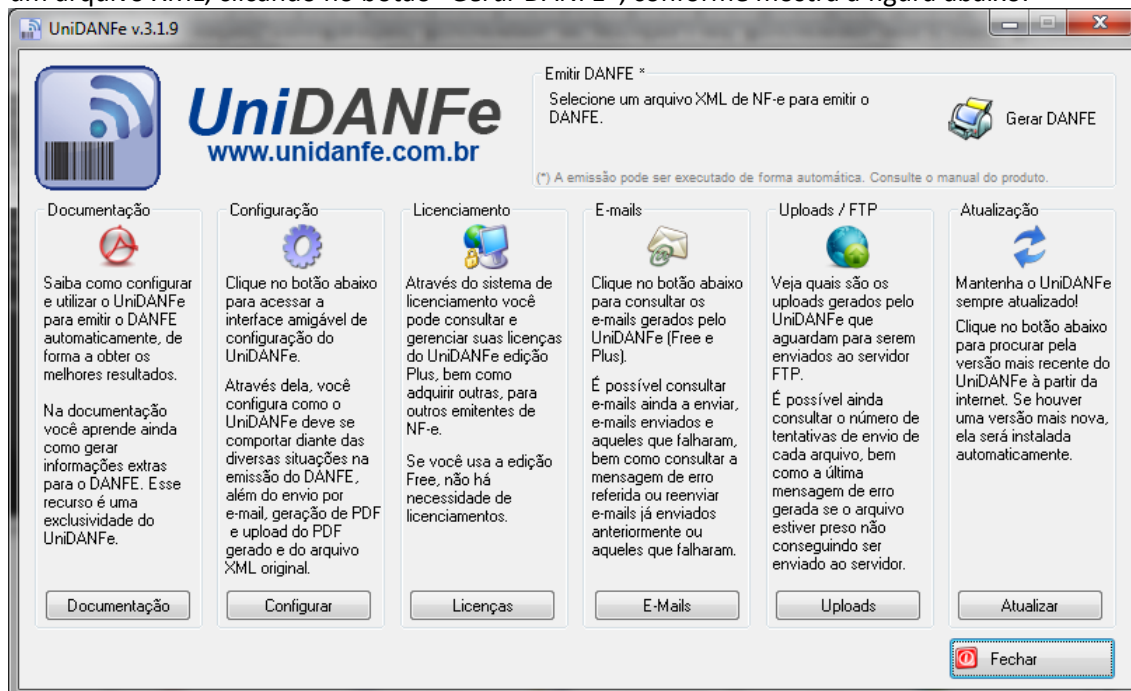 um arquivo XML, clicando no botão "Gerar DANFE", conforme mostra a figura abaixo:
UniDANFe v.3.1.9
UniDANFe
www.unidanfe.com.br
Emitir DANFE *
Selecione um arquivo XML de NF-e para emitir o
DANFE.
Gerar DANFE
(*) A emissão pode ser executado de forma automática. Consulte o manual do produto.
Documentação
Saiba como configurar
e utilizar o UniDANFe
para emitir o DANFE
automaticamente, de
forma a obter os
melhores resultados.
Na documentação
você aprende ainda
como gerar
informações extras
para o DANFE. Esse
recurso é uma
exclusividade do
UniDANFe.
Documentação
Configuração
Clique no botão abaixo
para acessar a
interface amigável de
configuração do
UniDANFe.
Através dela, você
configura como o
UniDANFe deve se
comportar diante das
diversas situações na
emissão do DANFE,
além do envio por
e-mail, geração de PDF
e upload do PDF
gerado e do arquivo
XML original.
Configurar
Licenciamento
Através do sistema de
licenciamento você
pode consultar e
gerenciar suas licenças
do UniDANFe edição
Plus, bem como
adquirir outras, para
outros emitentes de
NF-e.
Se você usa a edição
Free, não há
necessidade de
licenciamentos.
Licenças
E-mails
Clique no botão abaixo
para consultar os
e-mails gerados pelo
UniDANFe (Free e
Plus).
É possível consultar
e-mails ainda a enviar,
e-mails enviados e
aqueles que falharam,
bem como consultar a
mensagem de erro
referida ou reenviar
e-mails já enviados
anteriormente ou
aqueles que falharam.
E-Mails
Uploads / FTP
Veja quais são os
uploads gerados pelo
UniDANFe que
aguardam para serem
enviados ao servidor
FTP.
É possível ainda
consultar o número de
tentativas de envio de
cada arquivo, bem
como a última
mensagem de erro
gerada se o arquivo
estiver preso não
conseguindo ser
enviado ao servidor.
Uploads
Atualização
Mantenha o UniDANFe
sempre atualizado!
Clique no botão abaixo
para procurar pela
versão mais recente do
UniDANFe à partir da
internet. Se houver
uma versão mais nova,
ela será instalada
automaticamente.
Atualizar
Fechar